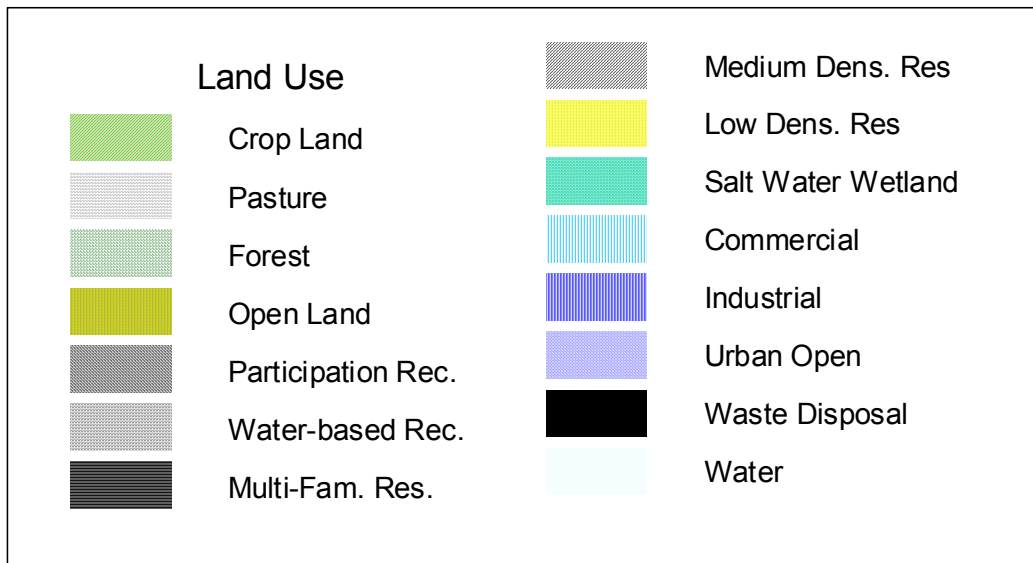 Land Use
Crop Land
Pasture
Forest
Open Land
Participation Rec.
Water-based Rec.
Multi-Fam. Res.
Medium Dens. Res
Low Dens. Res
Salt Water Wetland
Commercial
Industrial
Urban Open
Waste Disposal
Water